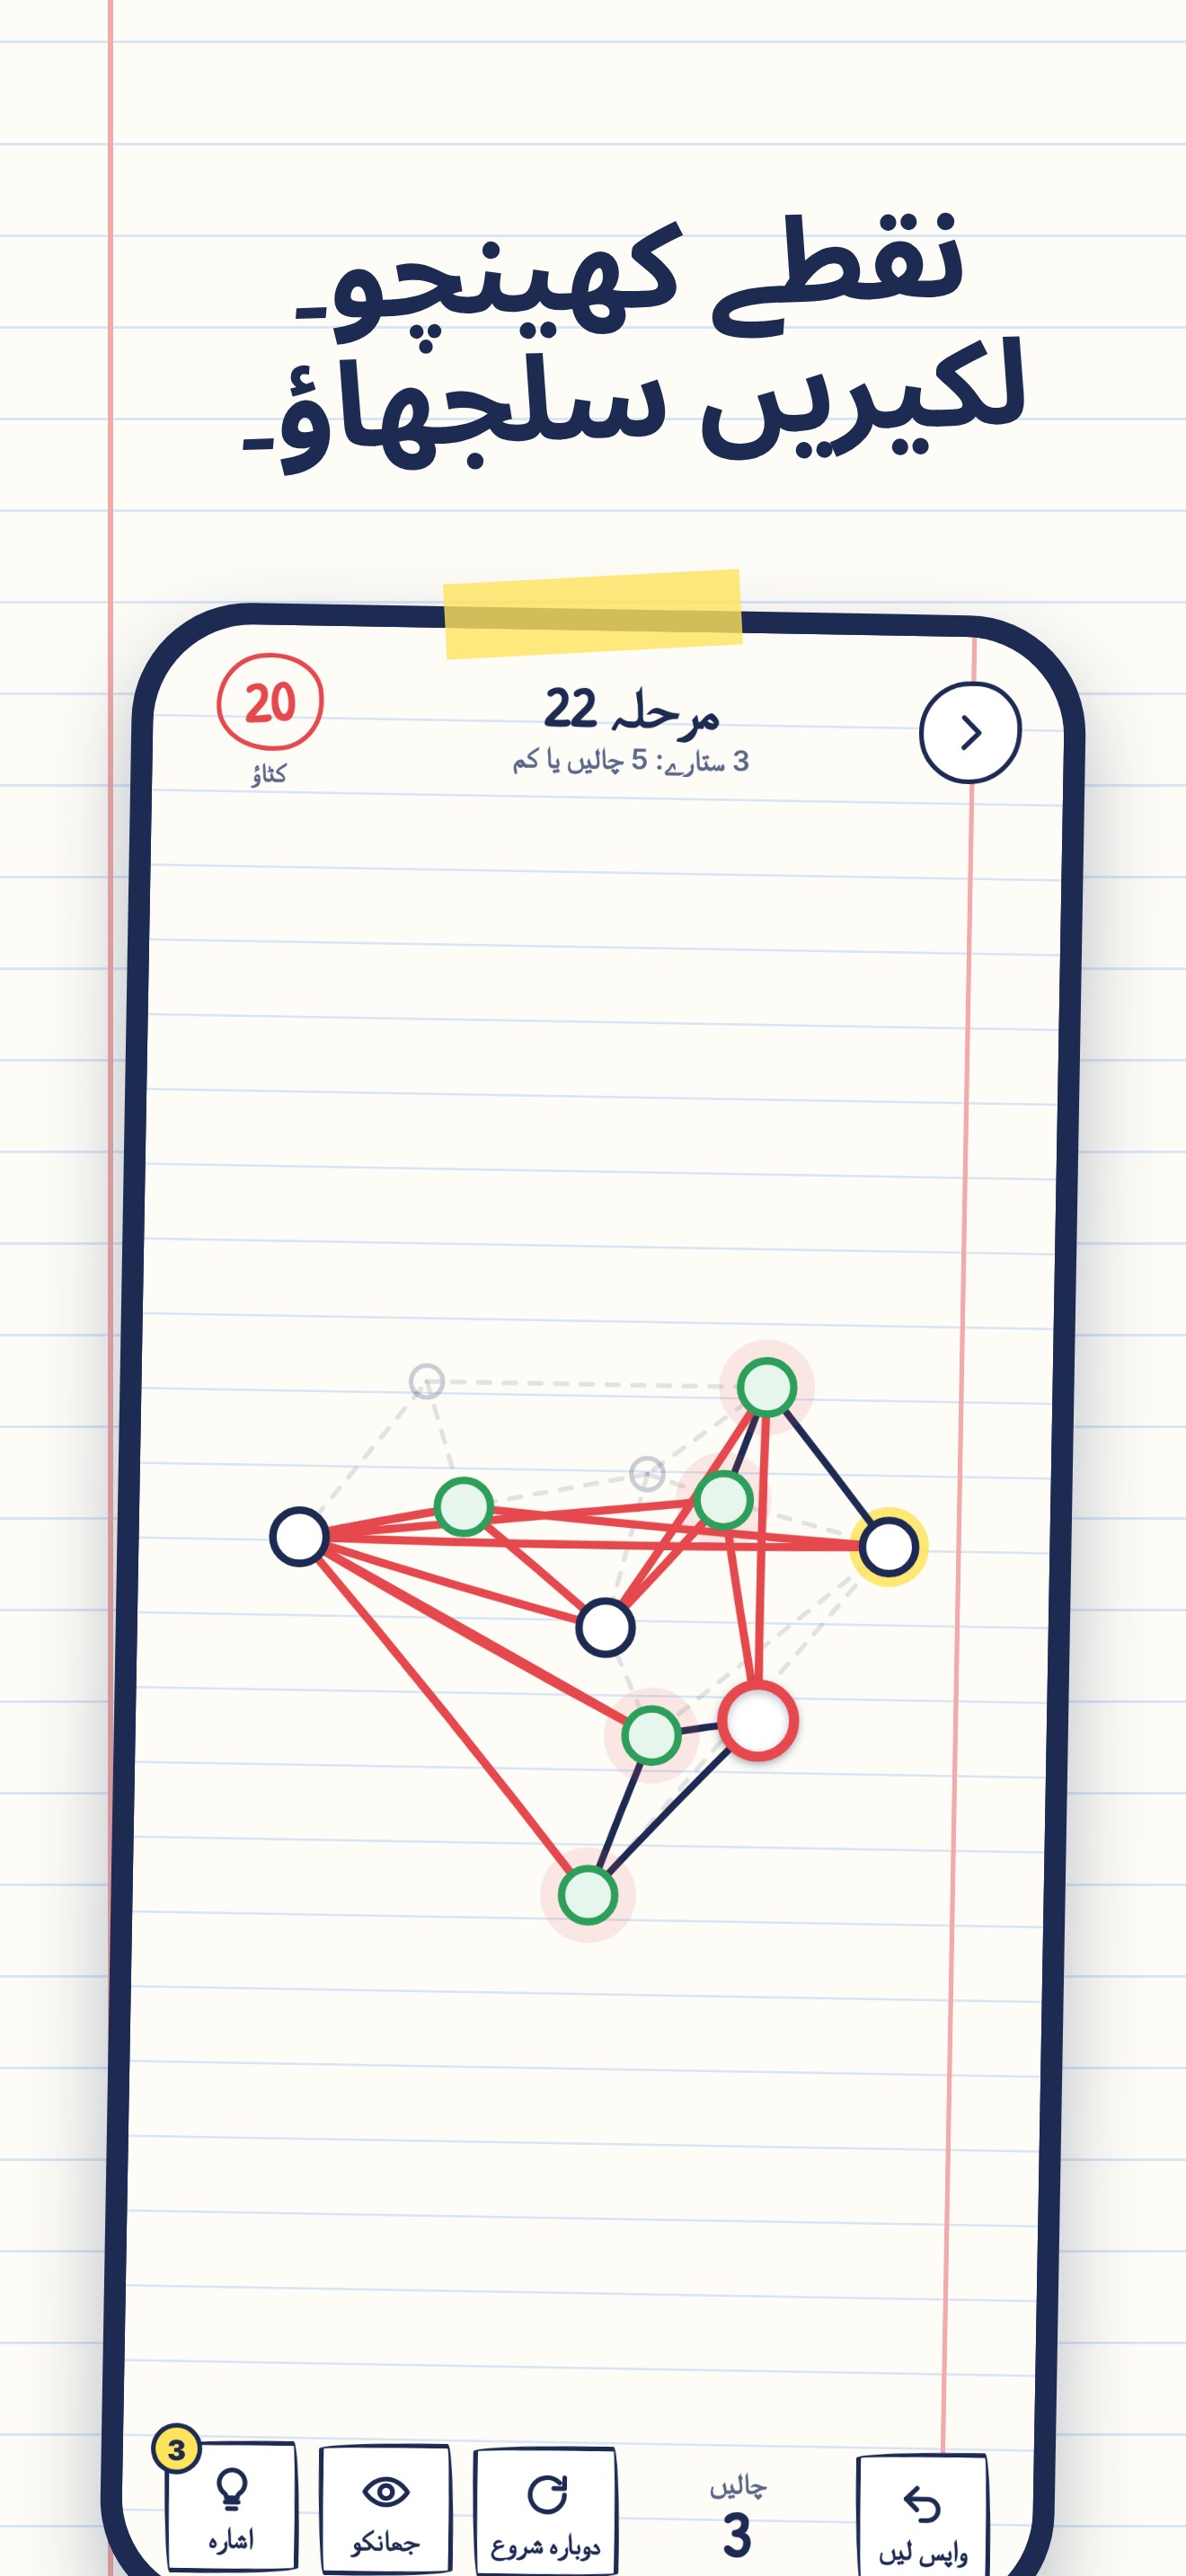 نقطے کھینچو۔
لکیریں سلجھاؤ۔
مرحلہ 22
3 ستارے: 5 چالیں یا کم
20
کٹاؤ
واپس لیں
چالیں
3
دوبارہ شروع
جھانکو
اشارہ
3